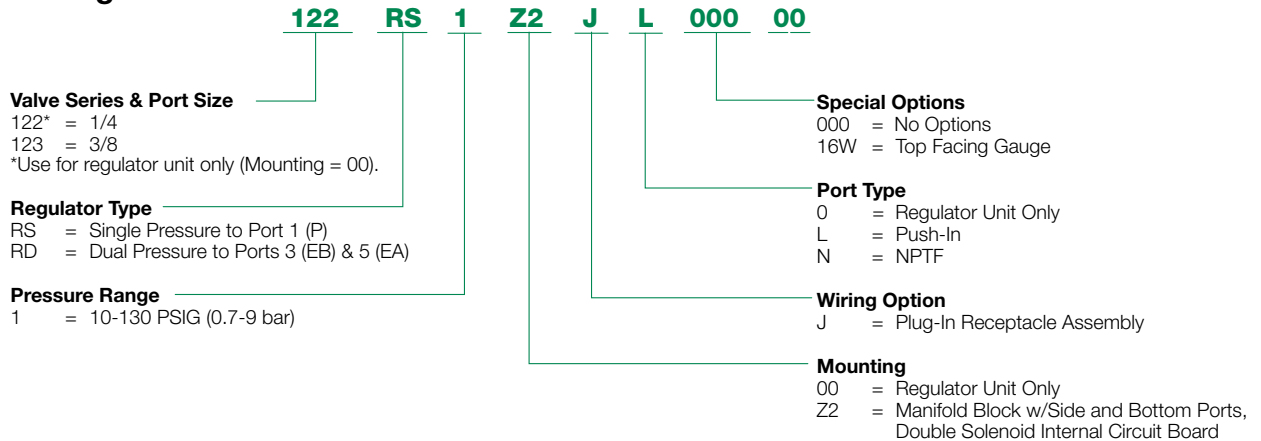 122 RS 1 Z2 J L 000 00
Valve Series & Port Size
122* = 1/4
123 = 3/8
*Use for regulator unit only (Mounting = 00).
Regulator Type
RS = Single Pressure to Port 1 (P)
RD = Dual Pressure to Ports 3 (EB) & 5 (EA)
Pressure Range
1 = 10-130 PSIG (0.7-9 bar)
Special Options
000 = No Options
16W = Top Facing Gauge
Port Type
0 = Regulator Unit Only
L = Push-In
N = NPTF
Wiring Option
J = Plug-In Receptacle Assembly
Mounting
00 = Regulator Unit Only
Z2 = Manifold Block w/Side and Bottom Ports,
Double Solenoid Internal Circuit Board